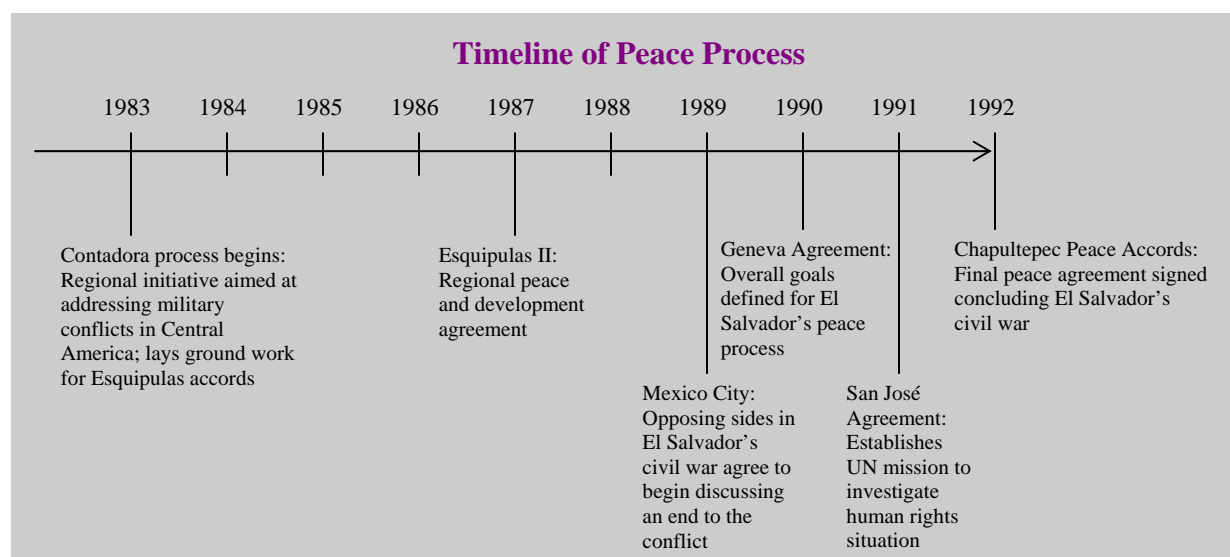 Timeline of Peace Process
1983 1984 1985 1986 1987 1988 1989 1990 1991 1992
Contadora process begins:
Regional initiative aimed at
addressing military
conflicts in Central
America; lays ground work
for Esquipulas accords
Esquipulas II:
Regional peace
and development
agreement
Mexico City:
Opposing sides in
El Salvador’s
civil war agree to
begin discussing
an end to the
conflict
Geneva Agreement:
Overall goals
defined for El
Salvador’s peace
process
San José
Agreement:
Establishes
UN mission to
investigate
human rights
situation
Chapultepec Peace Accords:
Final peace agreement signed
concluding El Salvador’s
civil war